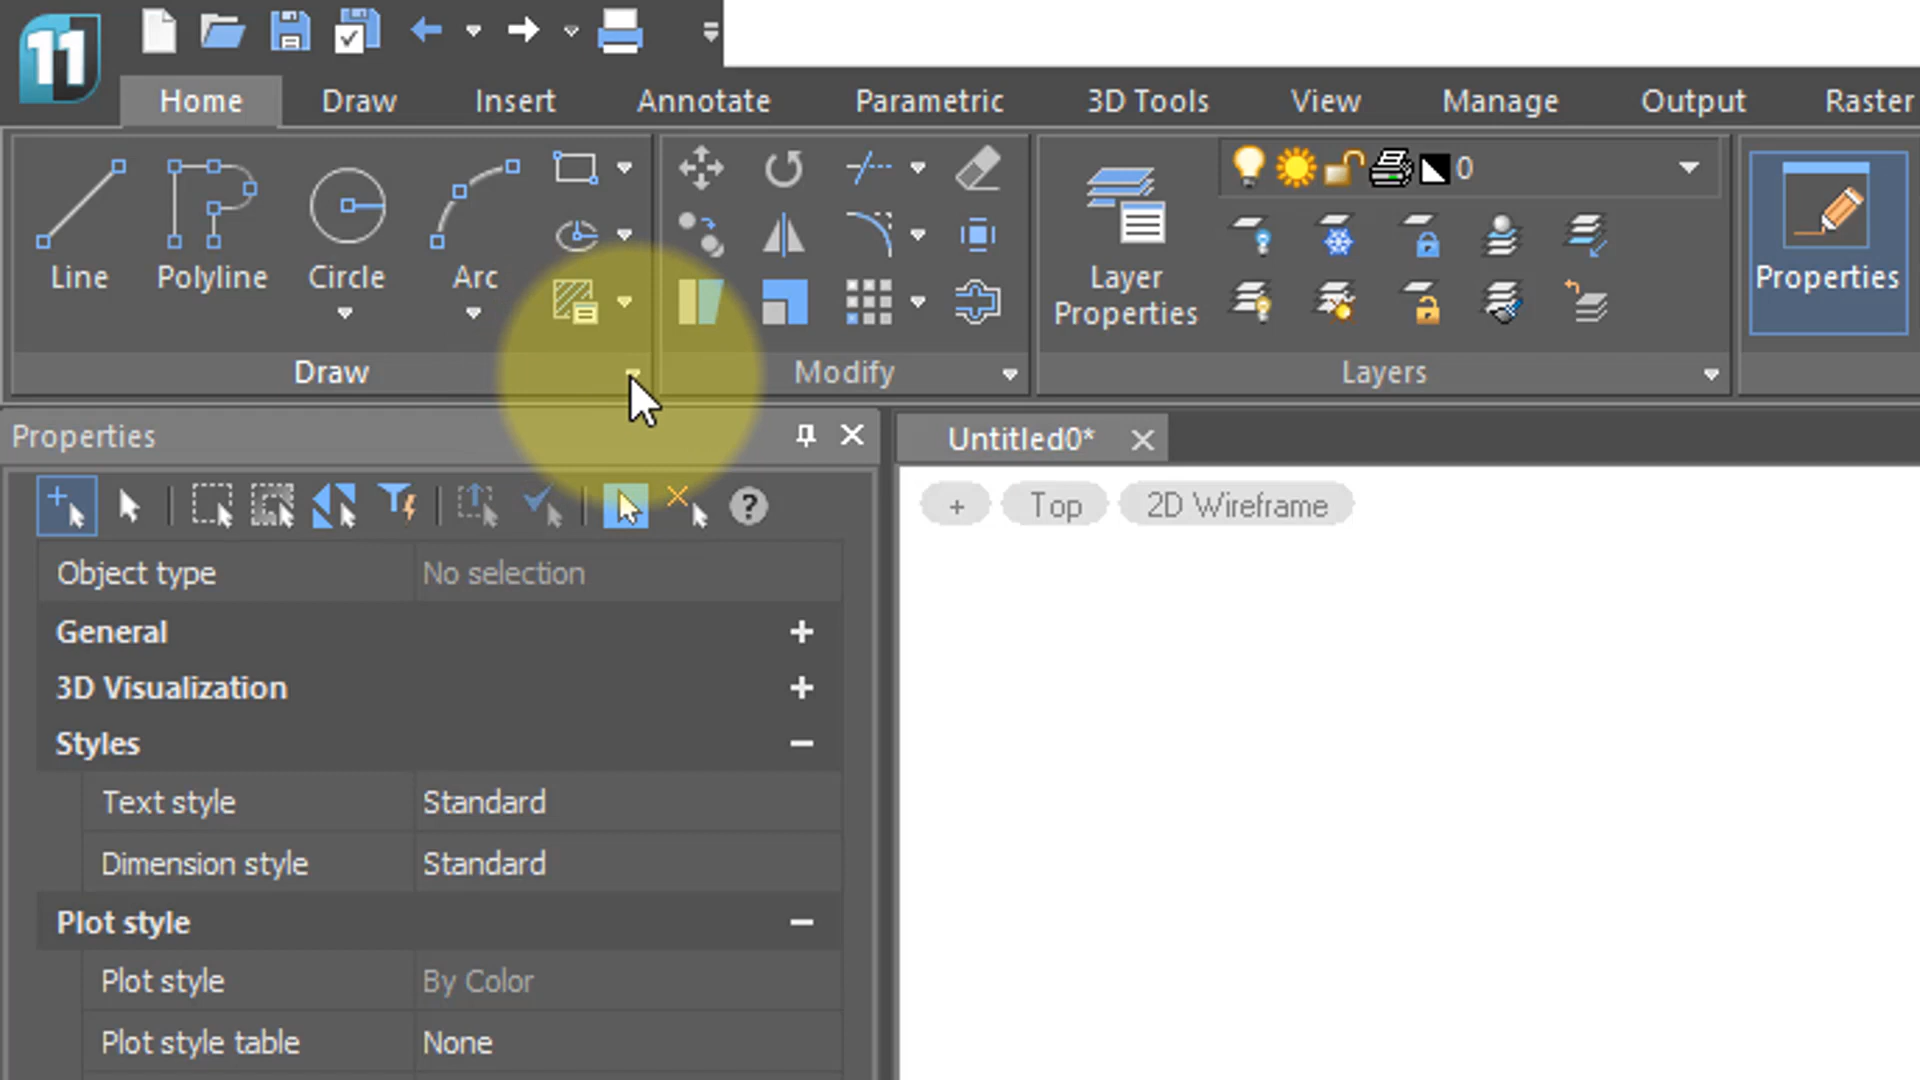 11
Home Draw Insert Annotate Parametric 3D Tools View Manage Output Raster
0
Line Polyline Circle Arc
Layer Properties
Properties
Draw Modify Layers
Properties
Untitled0*
+ Top 2D Wireframe
Object type No selection
General
3D Visualization
Styles
Text style Standard
Dimension style Standard
Plot style
Plot style By Color
Plot style table None